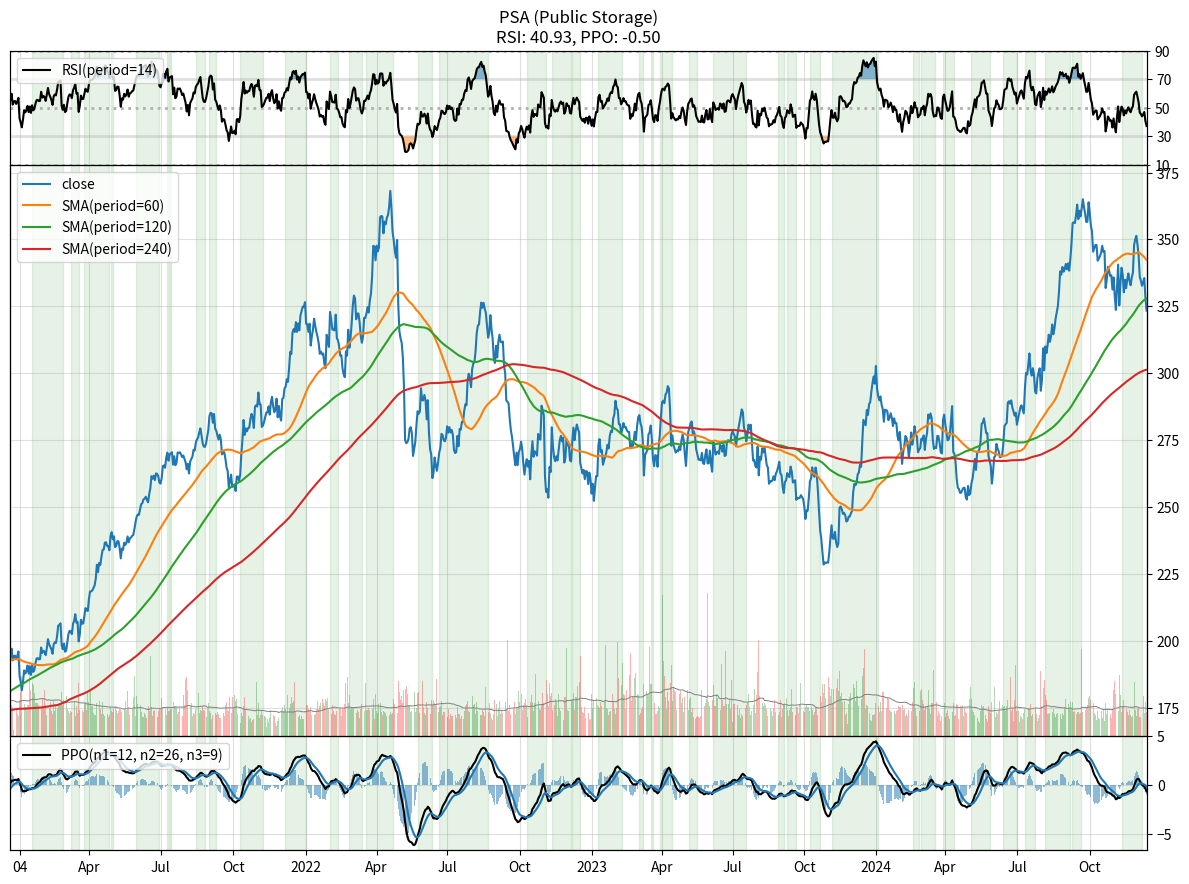 PSA (Public Storage)
RSI: 40.93, PPO: -0.50
RSI(period=14)
90
70
50
30
10
close
SMA(period=60)
SMA(period=120)
SMA(period=240)
375
350
325
300
275
250
225
200
175
PPO(n1=12, n2=26, n3=9)
5
0
−5
04 Apr Jul Oct 2022 Apr Jul Oct 2023 Apr Jul Oct 2024 Apr Jul Oct